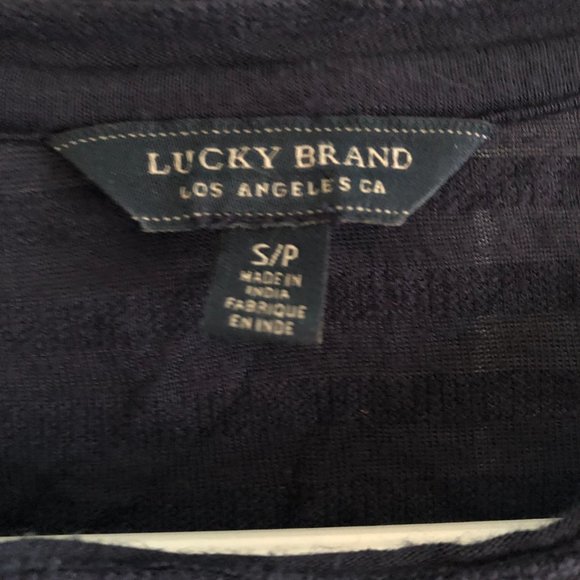 LUCKY BRAND
LOS ANGELES CA
S/P
MADE IN
INDIA
FABRIQUE
EN INDE